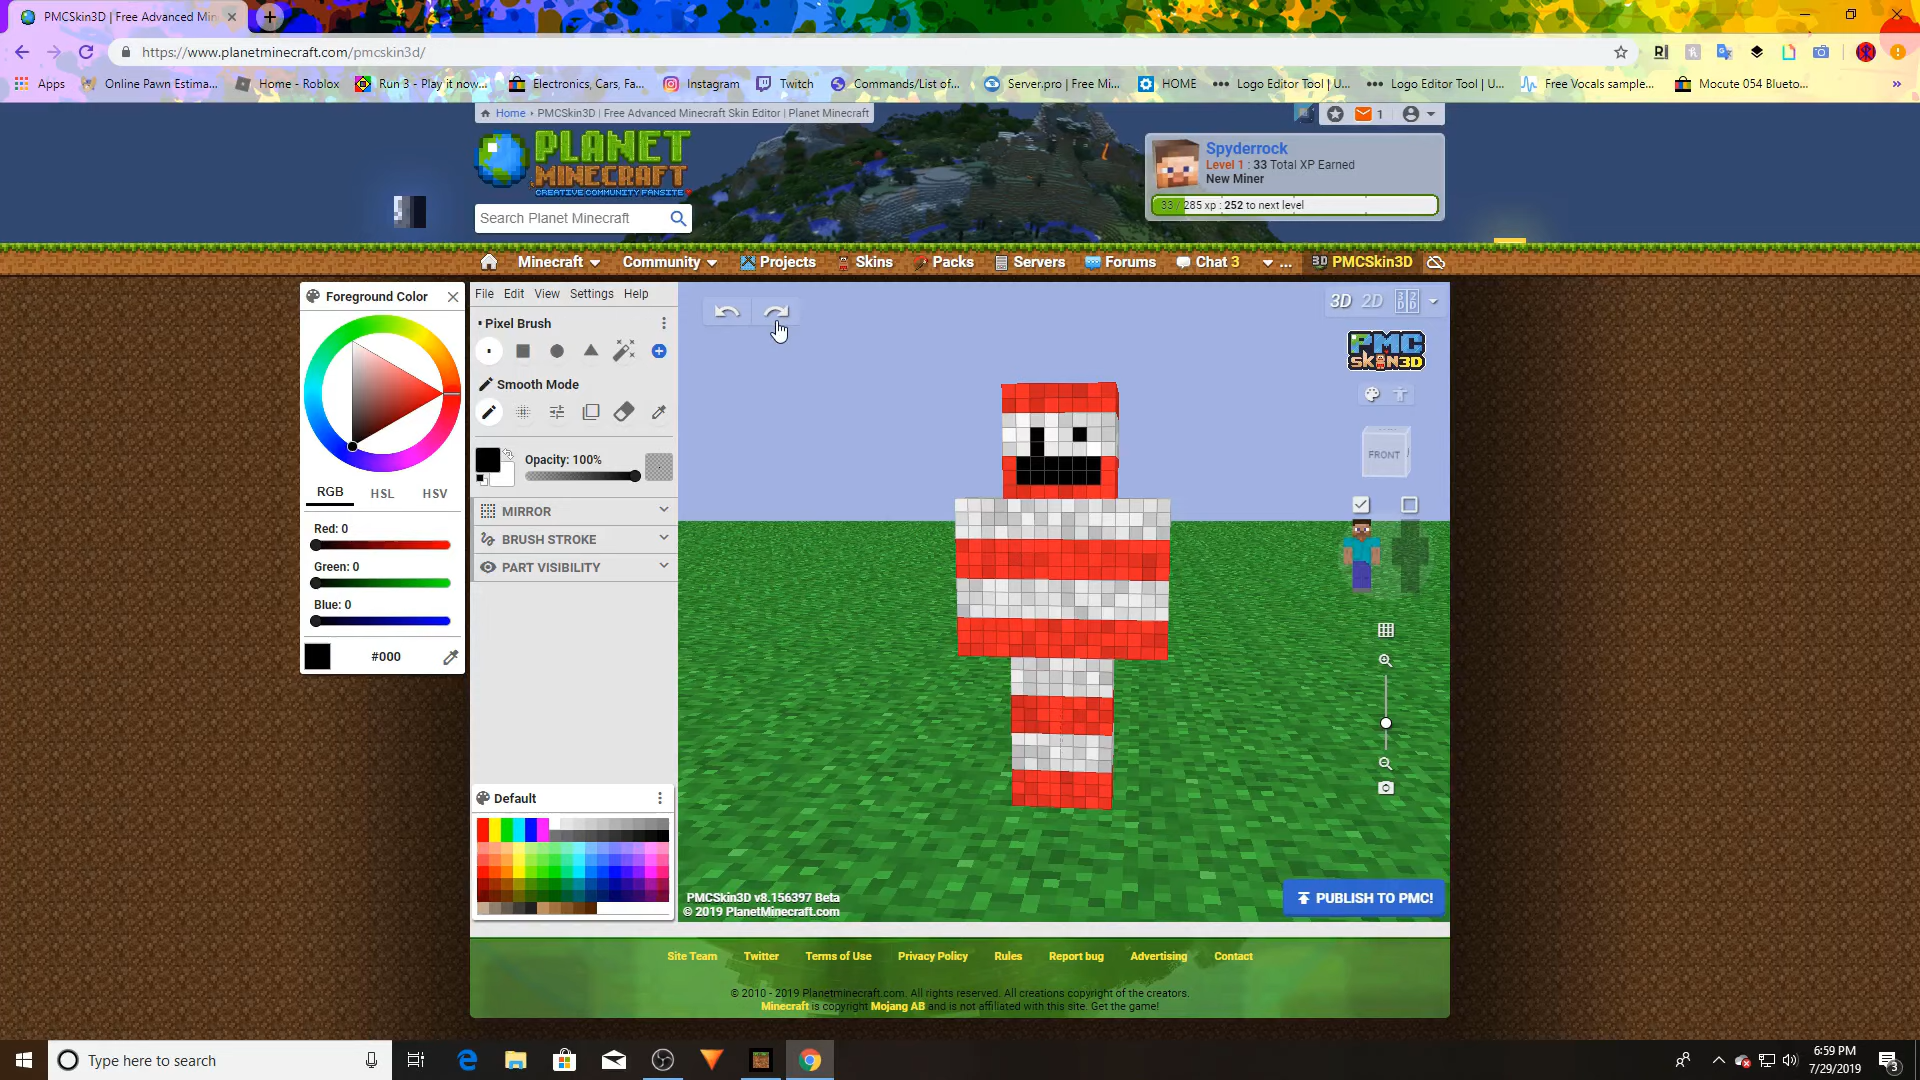 PMCSkin3D | Free Advanced Min
https://www.planetminecraft.com/pmcskin3d/
Apps
Online Pawn Estima...
Home - Roblox
Run 3 - Play it now...
Electronics, Cars, Fa...
Instagram
Twitch
Commands/List of...
Server.pro | Free Mi...
HOME
Logo Editor Tool | U...
Logo Editor Tool | U...
Free Vocals sample...
Mocute 054 Blueto...
Home › PMCSkin3D | Free Advanced Minecraft Skin Editor | Planet Minecraft
1
PLANET
MINECRAFT
CREATIVE COMMUNITY FANSITE
Search Planet Minecraft
Spyderrock
Level 1 : 33 Total XP Earned
New Miner
33 / 285 xp : 252 to next level
Minecraft
Community
Projects
Skins
Packs
Servers
Forums
Chat 3
...
3D PMCSkin3D
Foreground Color
RGB
HSL
HSV
Red: 0
Green: 0
Blue: 0
#000
File
Edit
View
Settings
Help
Pixel Brush
Smooth Mode
Opacity: 100%
MIRROR
BRUSH STROKE
PART VISIBILITY
Default
3D
2D
3D 2D
PMC
SKIN3D
FRONT
PMCSkin3D v8.156397 Beta
© 2019 PlanetMinecraft.com
PUBLISH TO PMC!
Site Team
Twitter
Terms of Use
Privacy Policy
Rules
Report bug
Advertising
Contact
© 2010 - 2019 Planetminecraft.com. All rights reserved. All creations copyright of the creators.
Minecraft is copyright Mojang AB and is not affiliated with this site. Get the game!
Type here to search
6:59 PM
7/29/2019
3